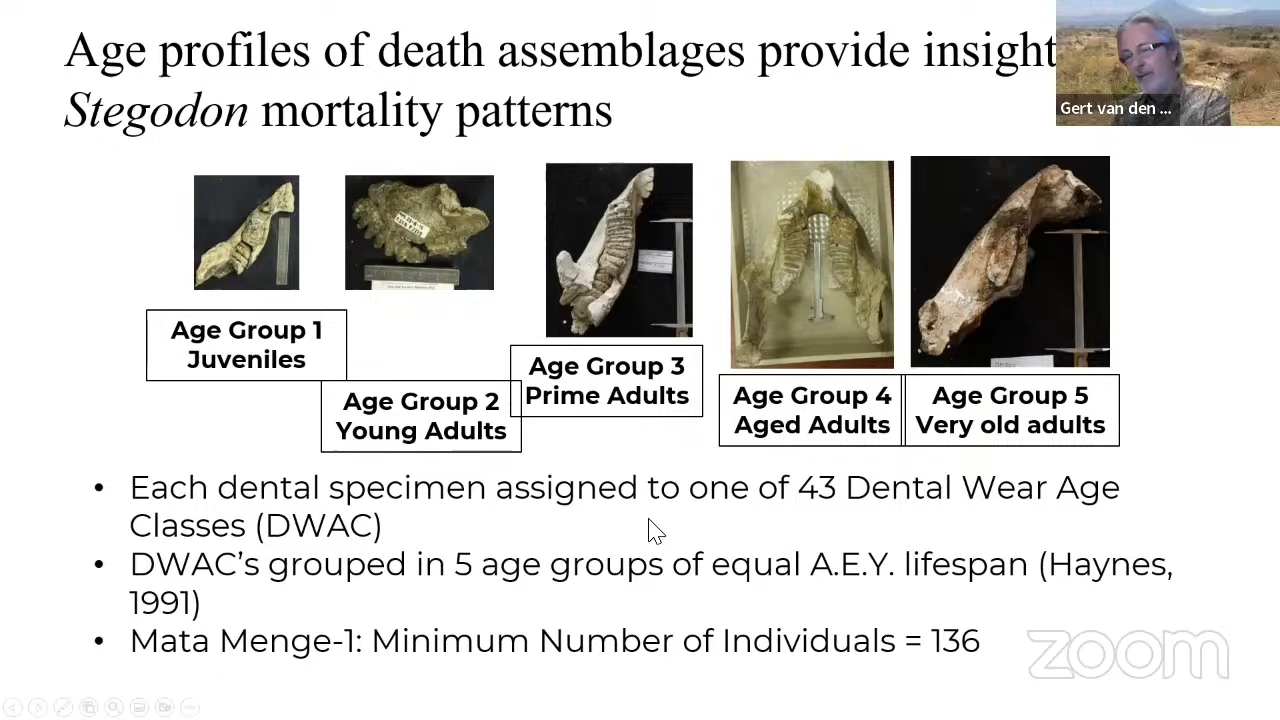 Age profiles of death assemblages provide insight
Stegodon mortality patterns
Gert van den ...
Age Group 1
Juveniles
Age Group 2
Young Adults
Age Group 3
Prime Adults
Age Group 4
Aged Adults
Age Group 5
Very old adults
• Each dental specimen assigned to one of 43 Dental Wear Age
Classes (DWAC)
• DWAC’s grouped in 5 age groups of equal A.E.Y. lifespan (Haynes,
1991)
• Mata Menge-1: Minimum Number of Individuals = 136
zoom